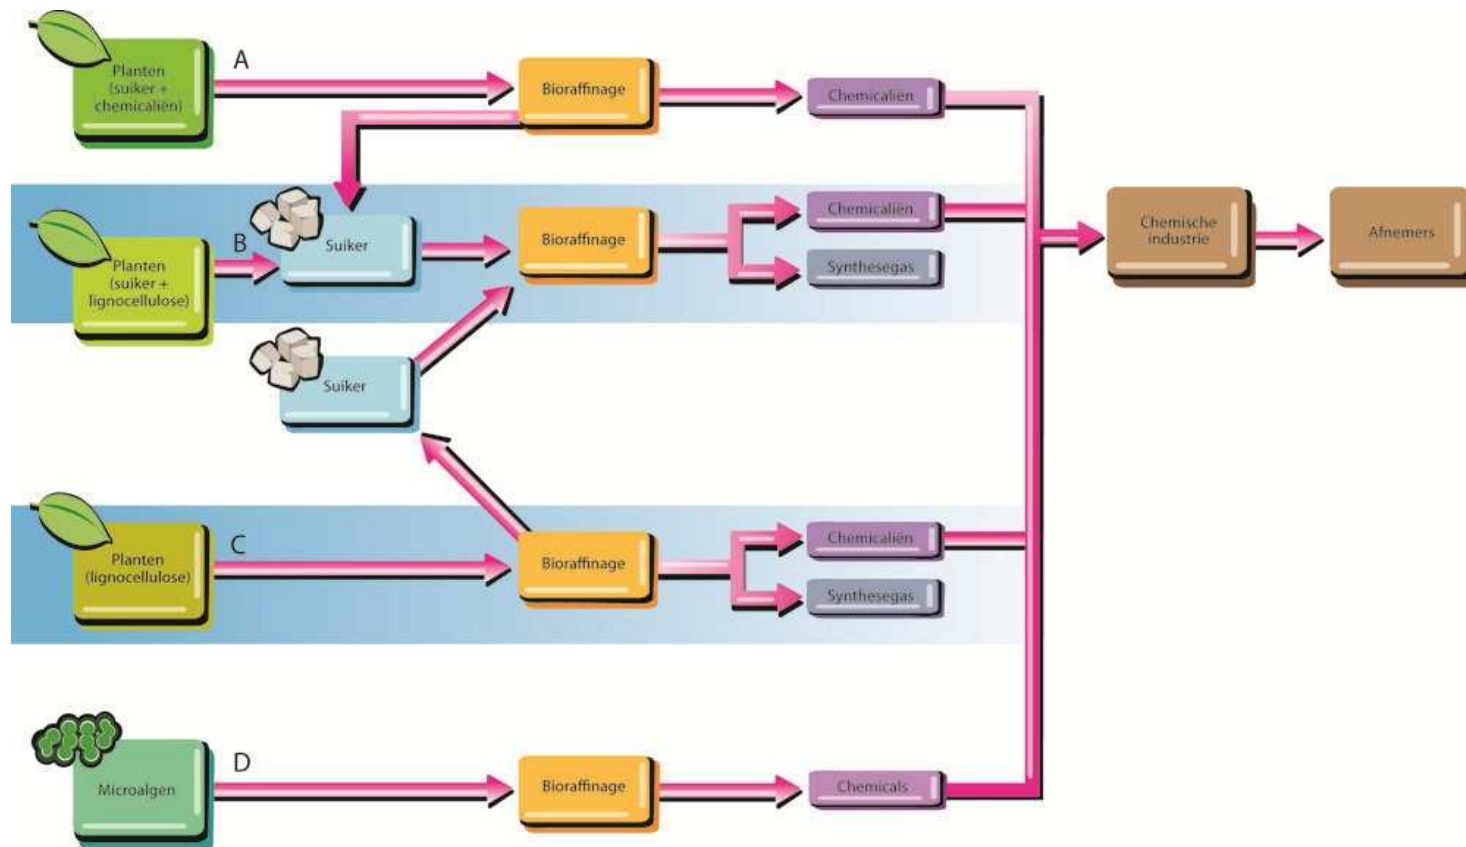 A
Planten
(suiker +
chemicaliën)
Bioraffinage
Chemicaliën
B
Planten
(suiker +
lignocellulose)
Suiker
Bioraffinage
Chemicaliën
Synthesegas
Chemische
industrie
Afnemers
Suiker
C
Planten
(lignocellulose)
Bioraffinage
Chemicaliën
Synthesegas
D
Microalgen
Bioraffinage
Chemicals